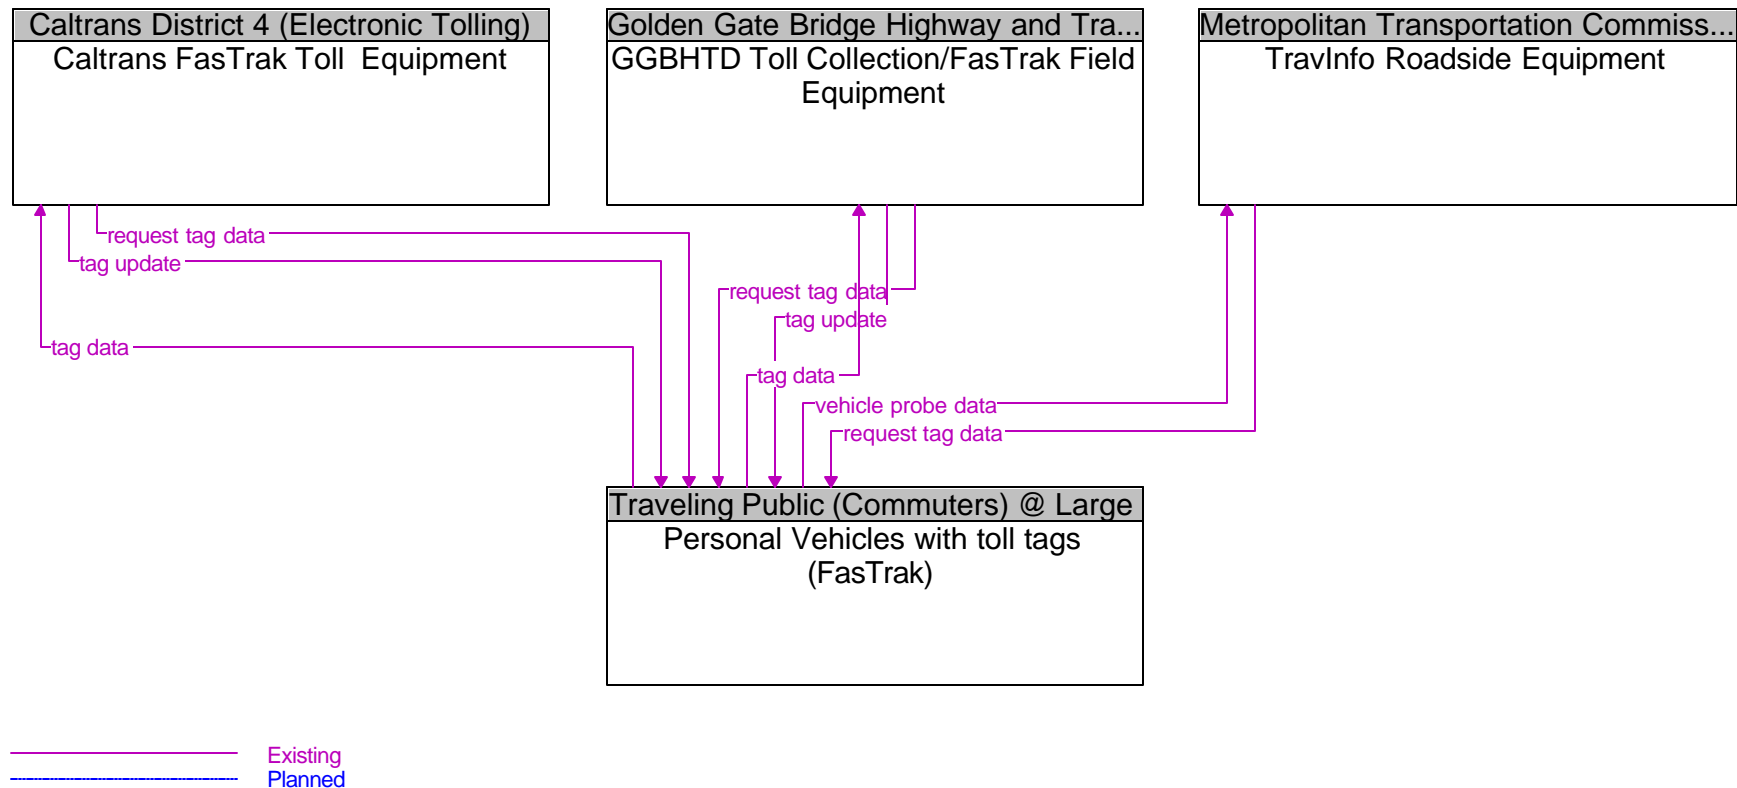 Caltrans District 4 (Electronic Tolling)
Caltrans FasTrak Toll  Equipment
Golden Gate Bridge Highway and Tra...
GGBHTD Toll Collection/FasTrak Field
Equipment
Metropolitan Transportation Commiss...
TravInfo Roadside Equipment
request tag data
tag update
request tag data
tag update
tag data
tag data
vehicle probe data
request tag data
Traveling Public (Commuters) @ Large
Personal Vehicles with toll tags
(FasTrak)
Existing
Planned